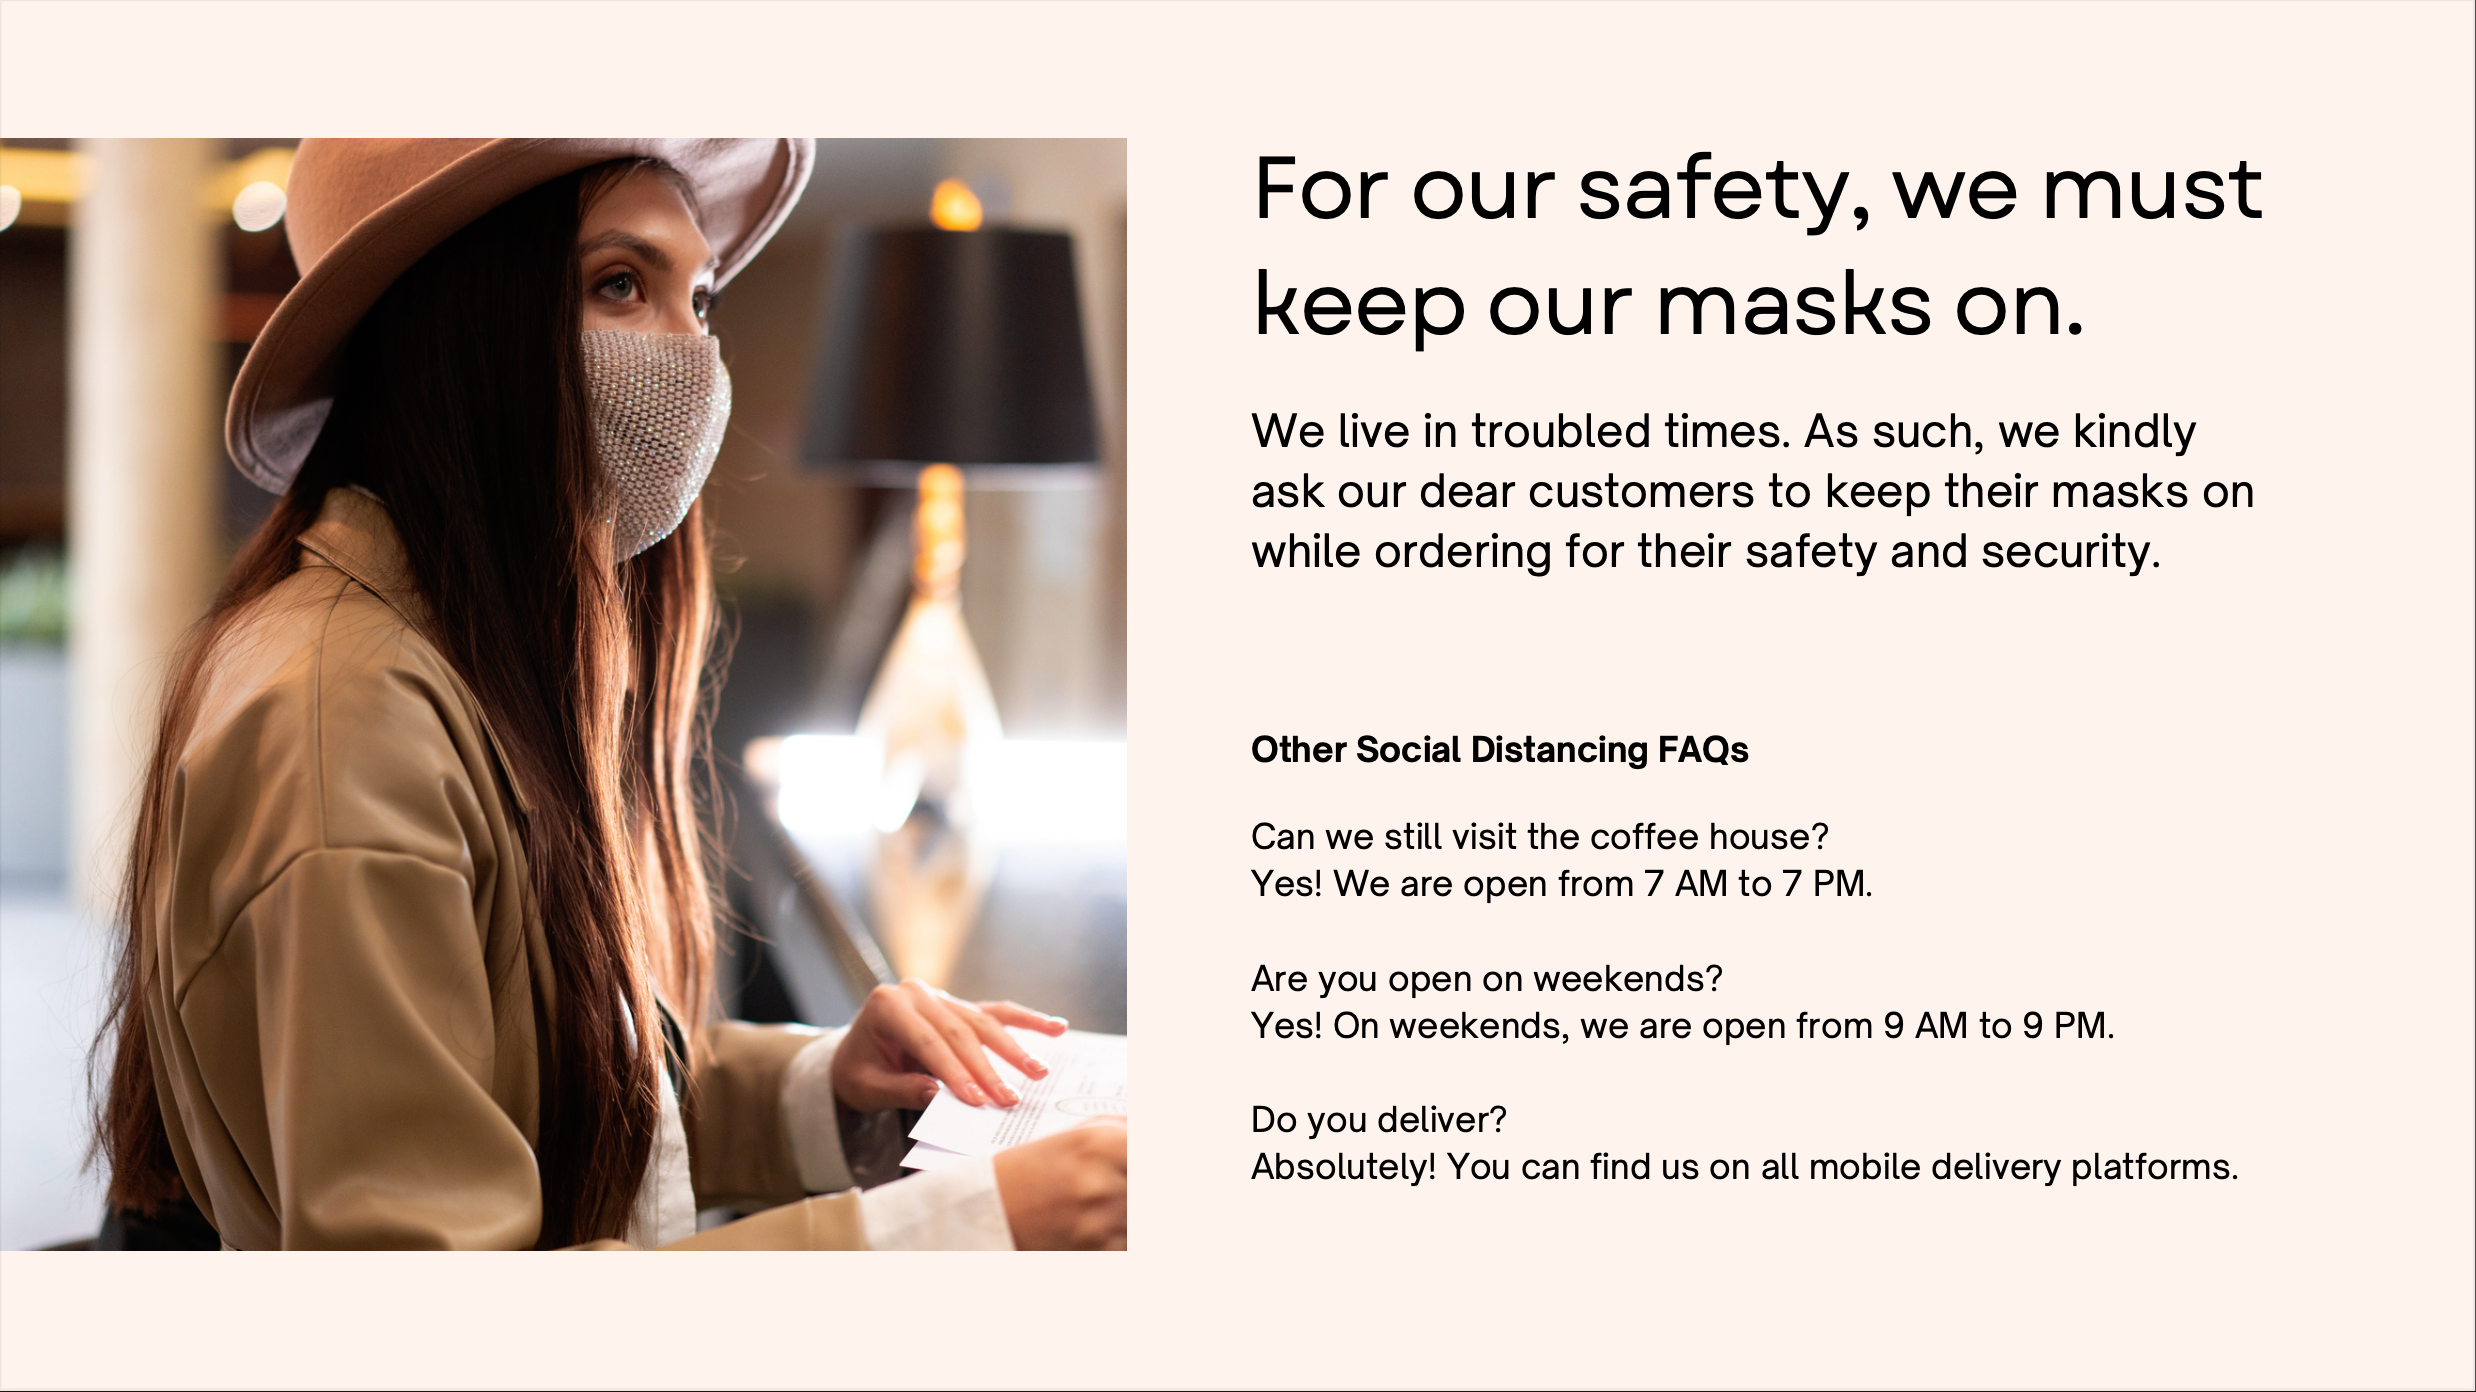 For our safety, we must
keep our masks on.
We live in troubled times. As such, we kindly
ask our dear customers to keep their masks on
while ordering for their safety and security.
Other Social Distancing FAQs
Can we still visit the coffee house?
Yes! We are open from 7 AM to 7 PM.
Are you open on weekends?
Yes! On weekends, we are open from 9 AM to 9 PM.
Do you deliver?
Absolutely! You can find us on all mobile delivery platforms.